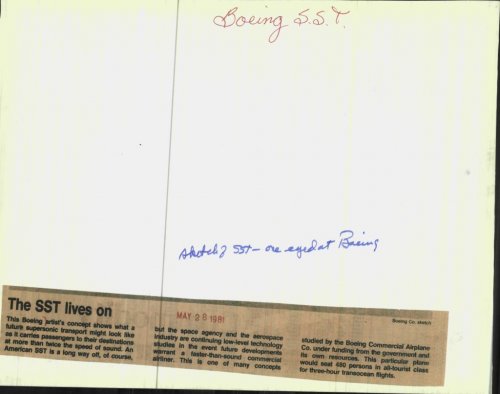 Boeing S.S.T.
sketch of SST - one eyed at Boeing
The SST lives on
MAY 28 1981
Boeing Co. sketch
This Boeing artist's concept shows what a
future supersonic transport might look like
as it carries passengers to their destinations
at more than twice the speed of sound. An
American SST is a long way off, of course,
but the space agency and the aerospace
industry are continuing low-level technology
studies in the event future developments
warrant a faster-than-sound commercial
airliner. This is one of many concepts
studied by the Boeing Commercial Airplane
Co. under funding from the government and
its own resources. This particular plane
would seat 480 persons in all-tourist class
for three-hour transocean flights.